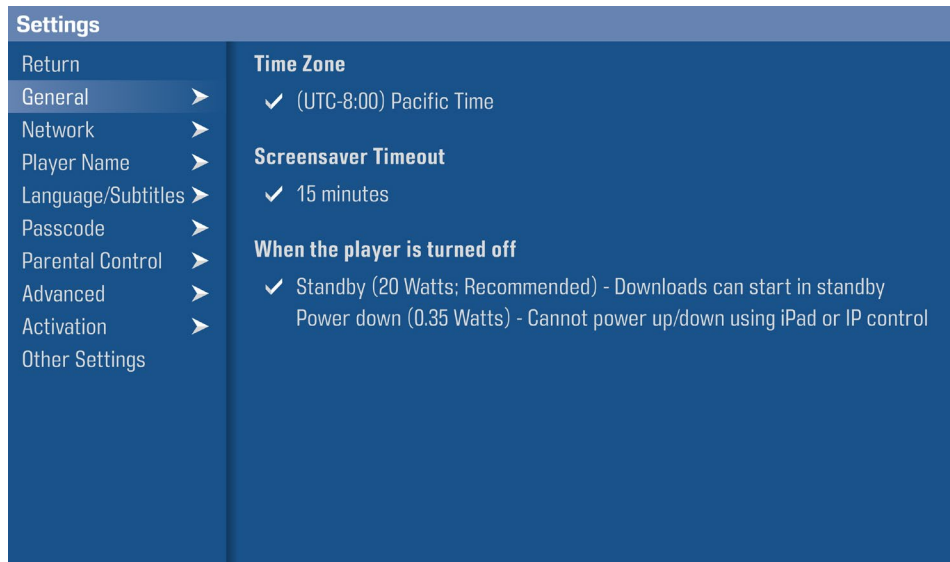 Settings
Return
General
Network
Player Name
Language/Subtitles
Passcode
Parental Control
Advanced
Activation
Other Settings
Time Zone
(UTC-8:00) Pacific Time
Screensaver Timeout
15 minutes
When the player is turned off
Standby (20 Watts; Recommended) - Downloads can start in standby
Power down (0.35 Watts) - Cannot power up/down using iPad or IP control